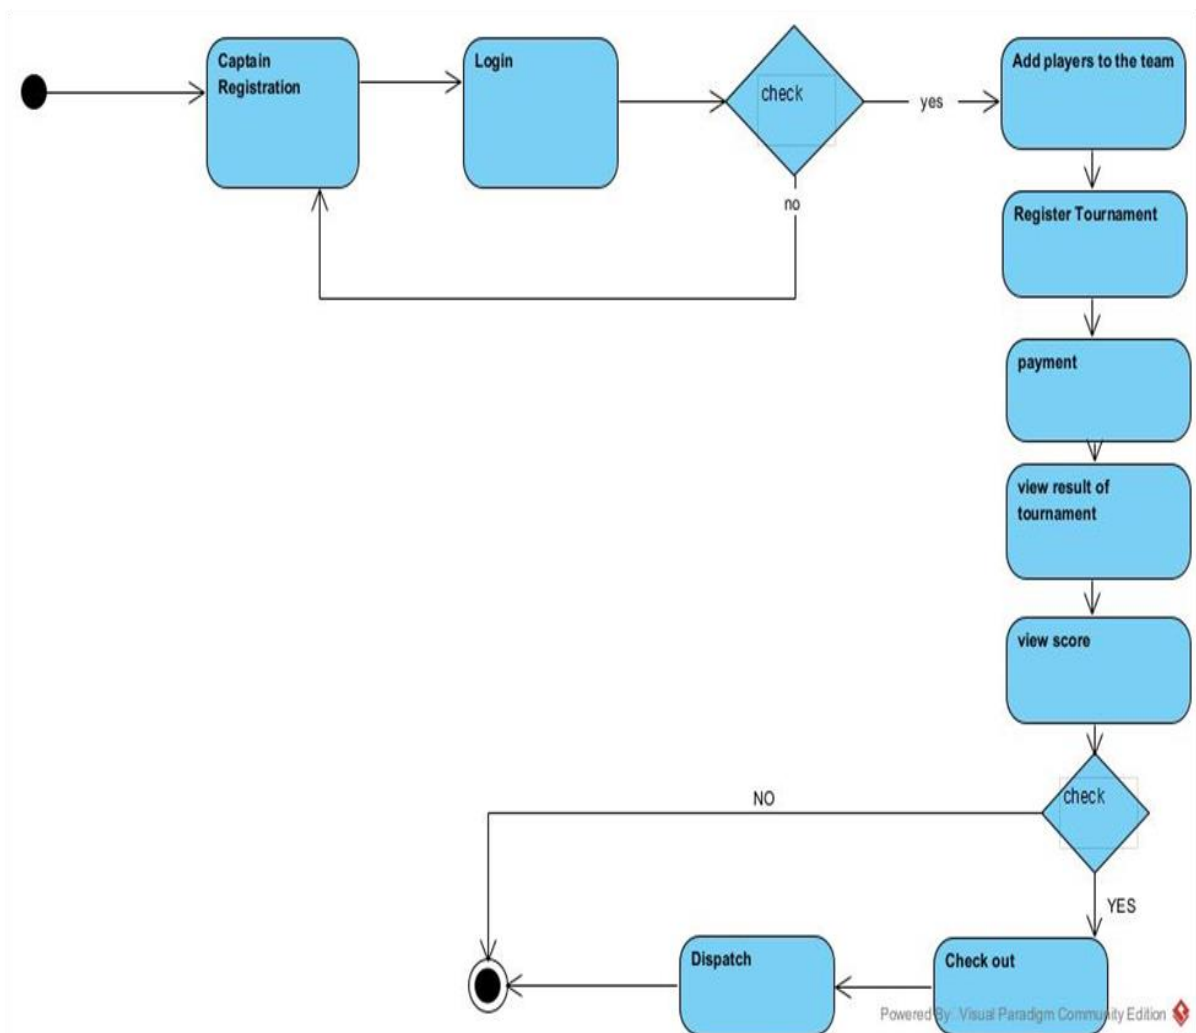 Captain
Registration
Login
check
yes
Add players to the team
no
Register Tournament
payment
view result of
tournament
view score
check
NO
YES
Check out
Dispatch
Powered By: Visual Paradigm Community Edition